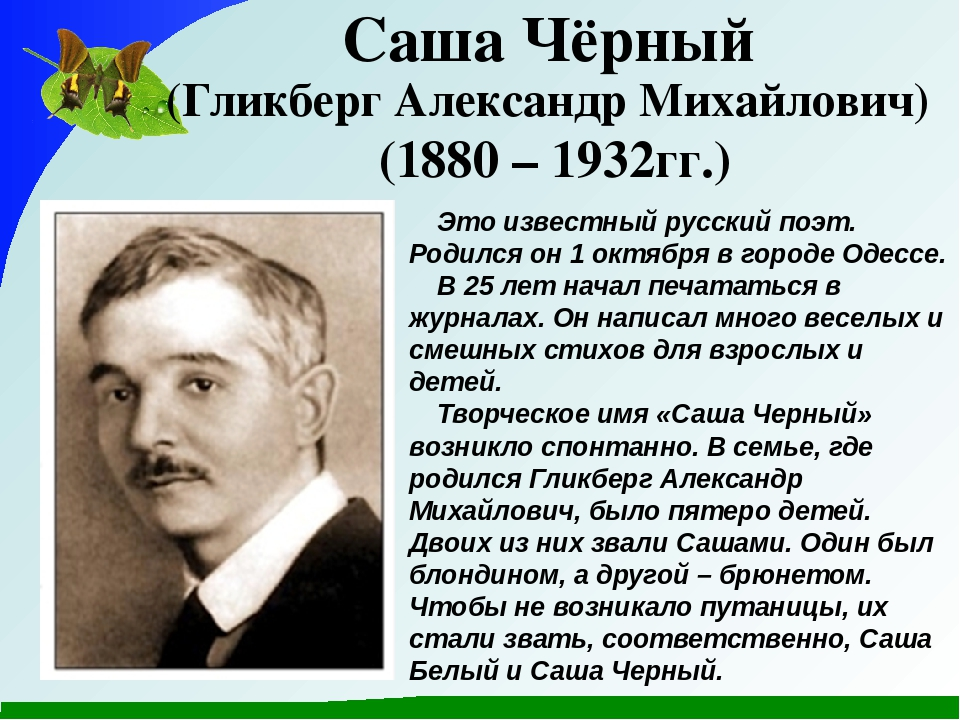 Саша Чёрный
(Гликберг Александр Михайлович)
(1880 – 1932гг.)
Это известный русский поэт.
Родился он 1 октября в городе Одессе.
В 25 лет начал печататься в
журналах. Он написал много веселых и
смешных стихов для взрослых и
детей.
Творческое имя «Саша Черный»
возникло спонтанно. В семье, где
родился Гликберг Александр
Михайлович, было пятеро детей.
Двоих из них звали Сашами. Один был
блондином, а другой – брюнетом.
Чтобы не возникало путаницы, их
стали звать, соответственно, Саша
Белый и Саша Черный.